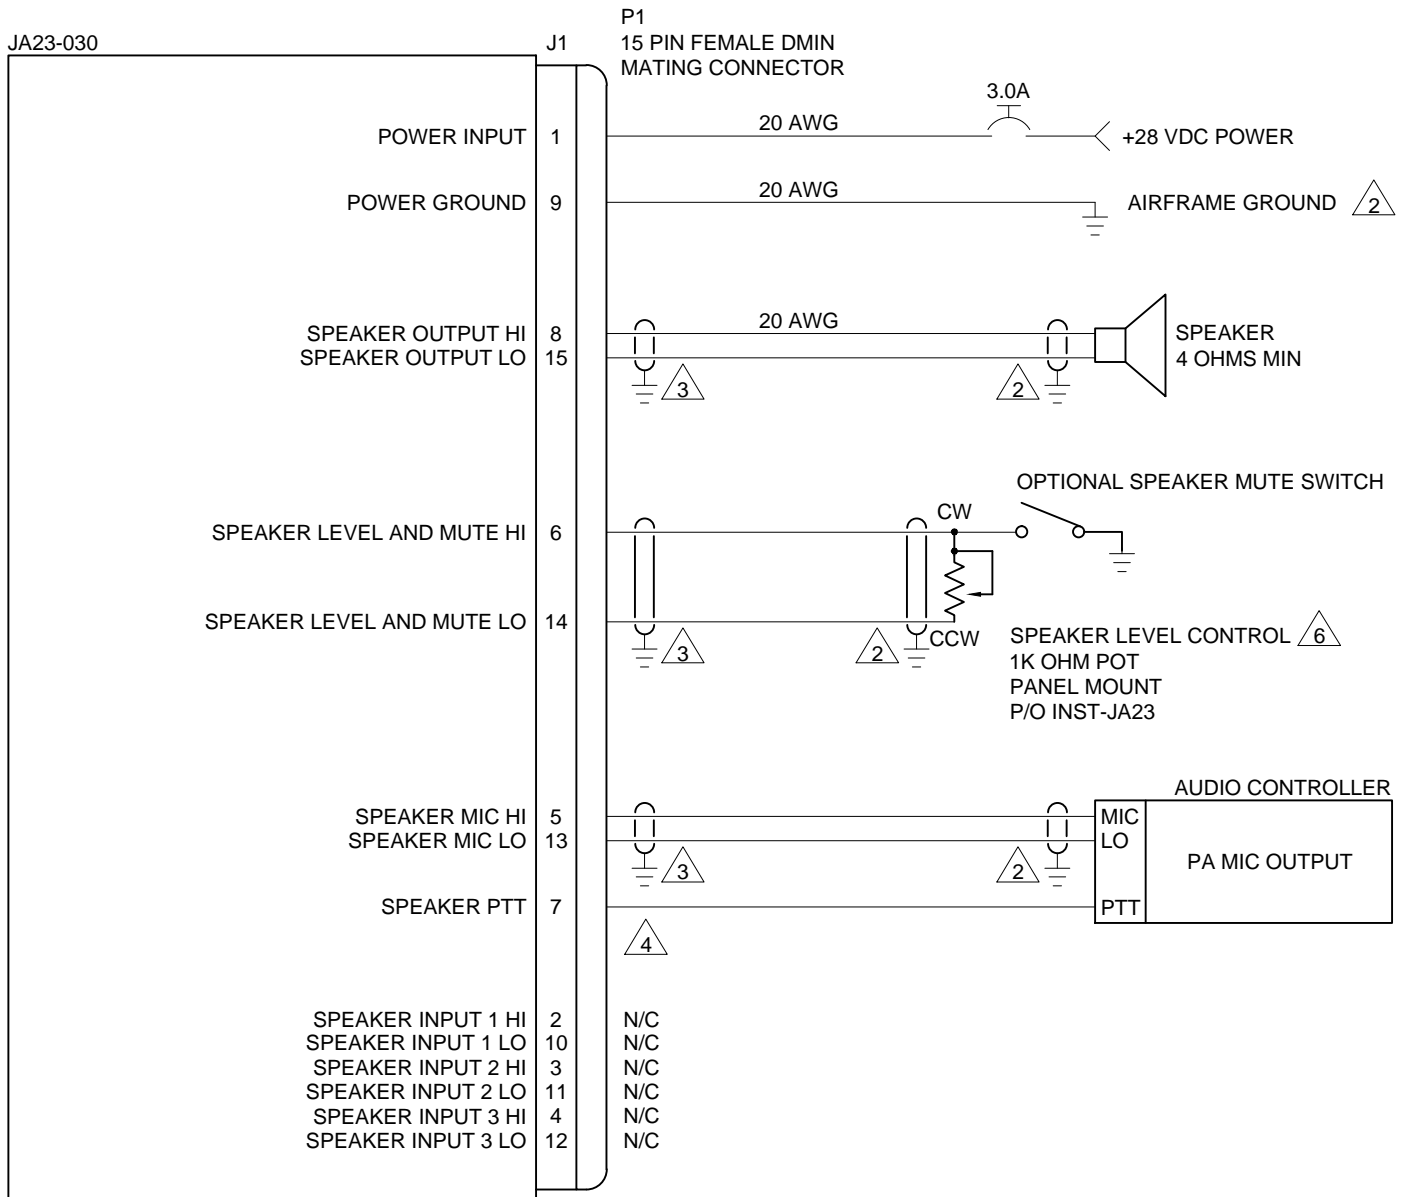 P1
JA23-030
J1
15 PIN FEMALE DMIN
MATING CONNECTOR
3.0A
POWER INPUT 1 20 AWG +28 VDC POWER
POWER GROUND 9 20 AWG AIRFRAME GROUND 2
SPEAKER OUTPUT HI 8 20 AWG SPEAKER
SPEAKER OUTPUT LO 15 4 OHMS MIN
3 2
OPTIONAL SPEAKER MUTE SWITCH
CW
SPEAKER LEVEL AND MUTE HI 6
SPEAKER LEVEL AND MUTE LO 14
3 2 CCW SPEAKER LEVEL CONTROL 6
1K OHM POT
PANEL MOUNT
P/O INST-JA23
AUDIO CONTROLLER
SPEAKER MIC HI 5 MIC
SPEAKER MIC LO 13 LO
PA MIC OUTPUT
3 2
SPEAKER PTT 7 PTT
4
SPEAKER INPUT 1 HI 2 N/C
SPEAKER INPUT 1 LO 10 N/C
SPEAKER INPUT 2 HI 3 N/C
SPEAKER INPUT 2 LO 11 N/C
SPEAKER INPUT 3 HI 4 N/C
SPEAKER INPUT 3 LO 12 N/C